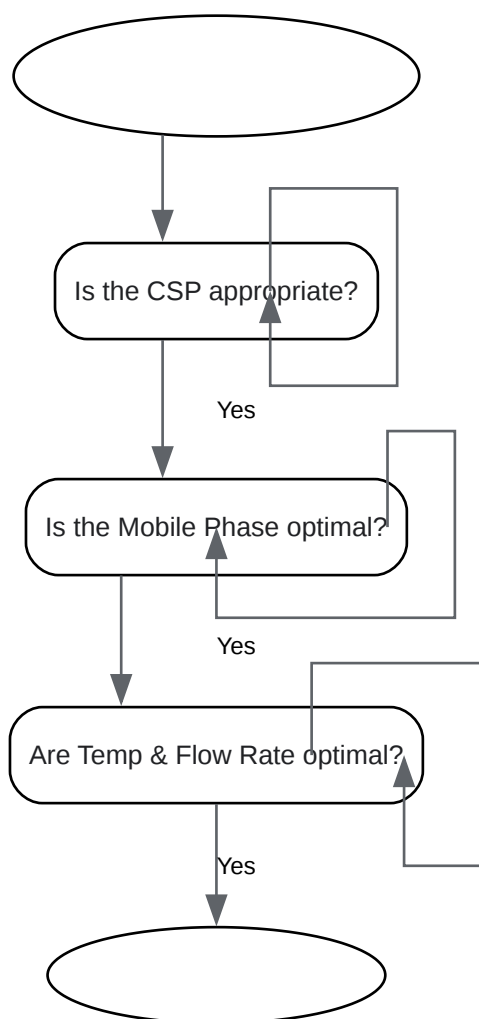 Is the CSP appropriate?
Yes
Is the Mobile Phase optimal?
Yes
Are Temp & Flow Rate optimal?
Yes